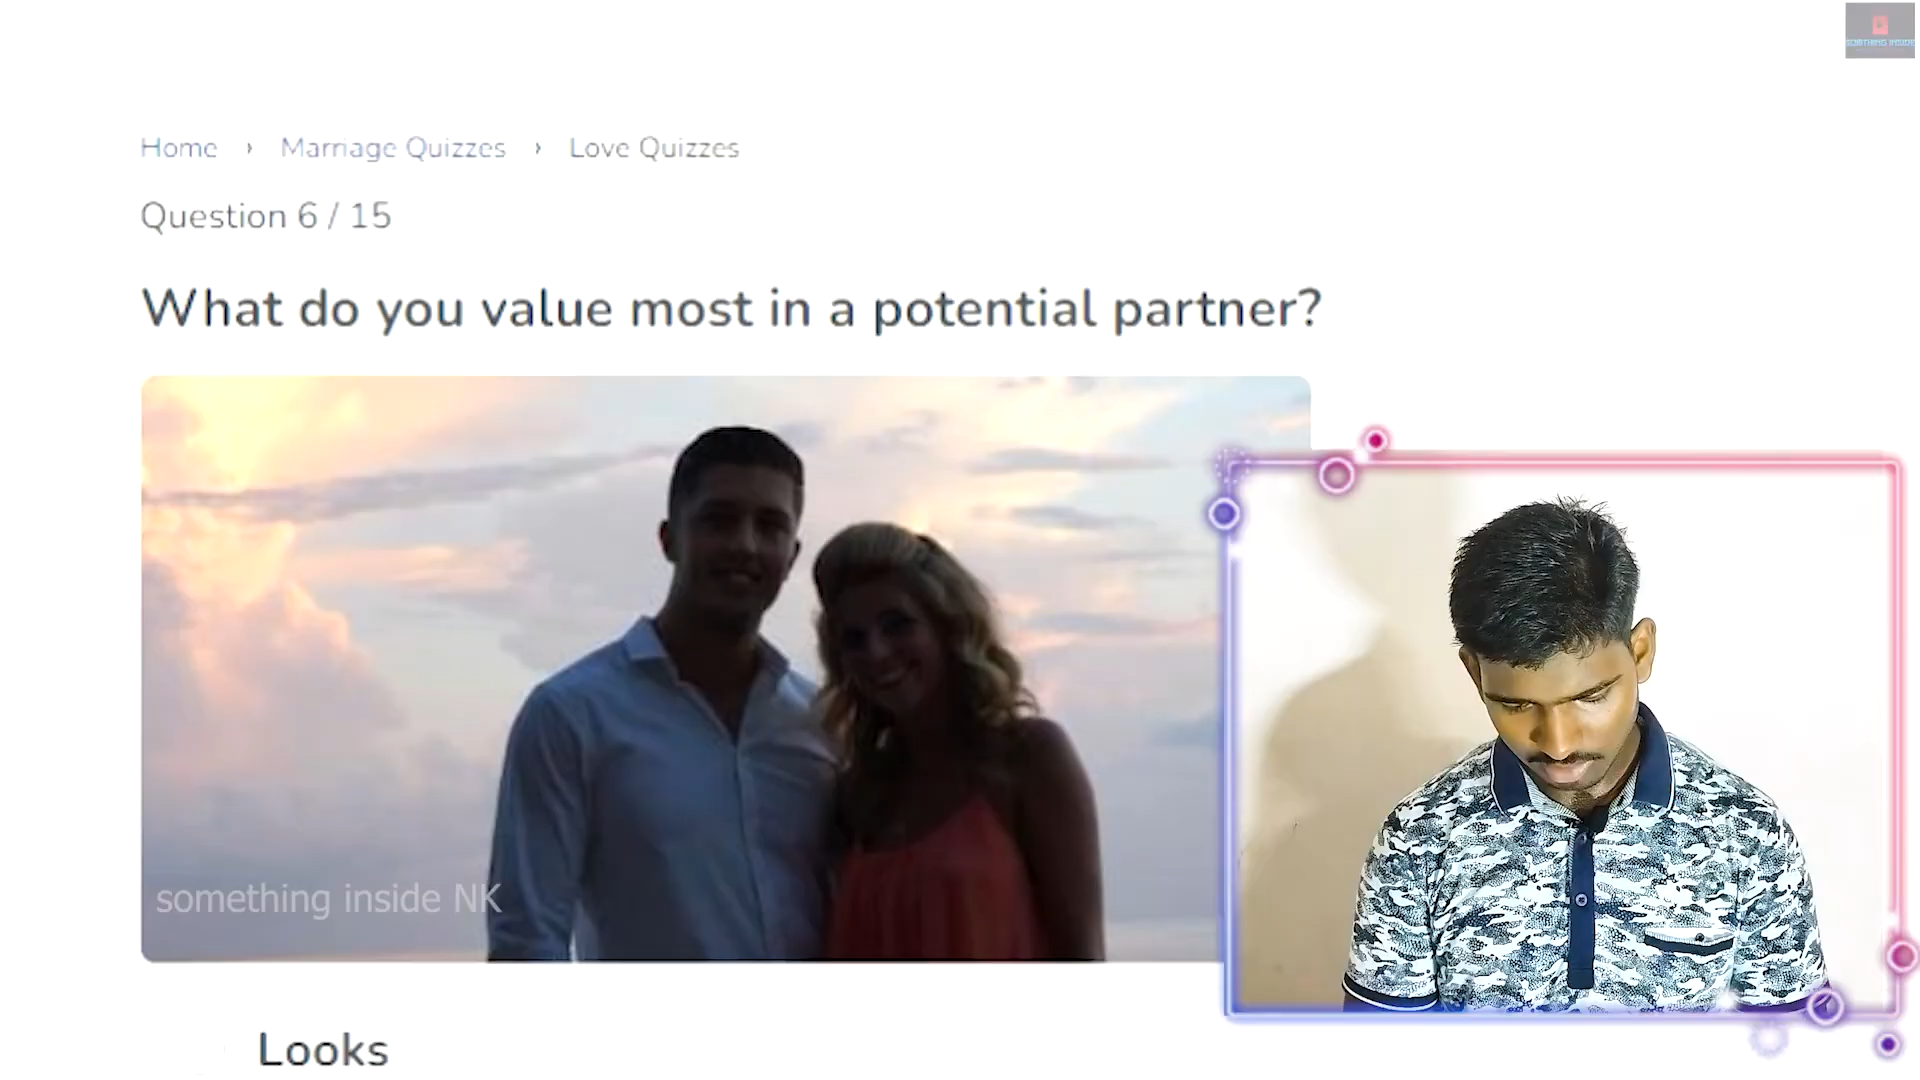 Home › Marriage Quizzes › Love Quizzes
Question 6 / 15
What do you value most in a potential partner?
something inside NK
Looks